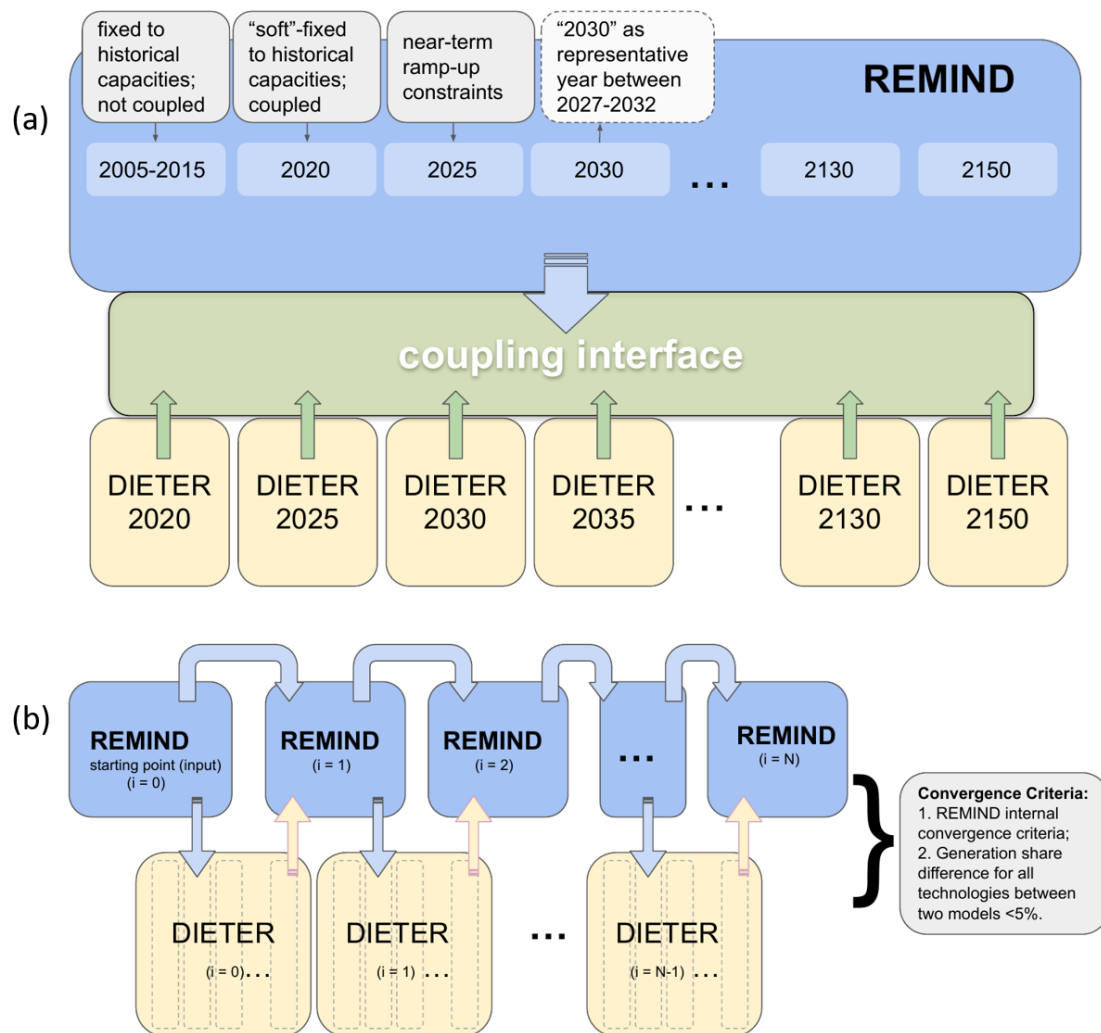 (a)
fixed to
historical
capacities;
not coupled
“soft”-fixed
to historical
capacities;
coupled
near-term
ramp-up
constraints
“2030” as
representative
year between
2027-2032
REMIND
2005-2015
2020
2025
2030
...
2130
2150
coupling interface
DIETER
2020
DIETER
2025
DIETER
2030
DIETER
2035
...
DIETER
2130
DIETER
2150
(b)
REMIND
starting point (input)
(i = 0)
REMIND
(i = 1)
REMIND
(i = 2)
...
REMIND
(i = N)
DIETER
(i = 0)...
DIETER
(i = 1) ...
...
DIETER
(i = N-1) ...
Convergence Criteria:
1. REMIND internal
convergence criteria;
2. Generation share
difference for all
technologies between
two models <5%.